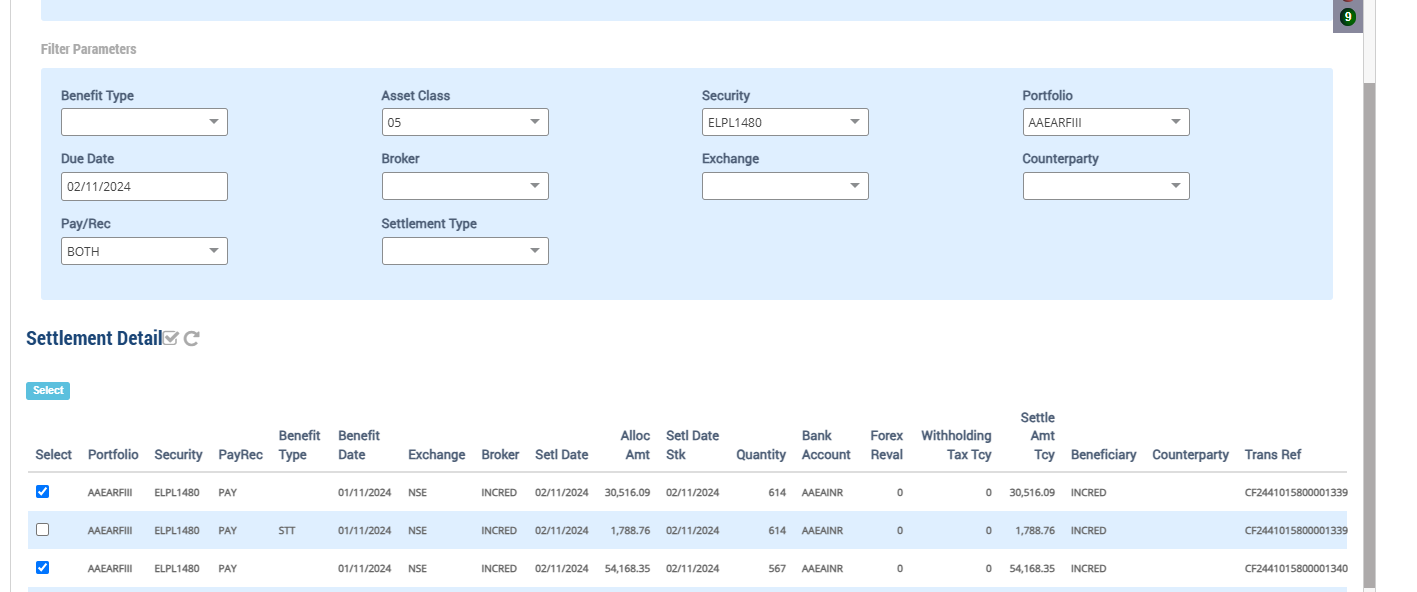 9
Filter Parameters
Benefit Type Asset Class Security Portfolio
05 ELPL1480 AAEARFIII
Due Date Broker Exchange Counterparty
02/11/2024
Pay/Rec Settlement Type
BOTH
Settlement Detail
Select
Select Portfolio Security PayRec Benefit Type Benefit Date Exchange Broker Setl Date Alloc Amt Setl Date Stk Quantity Bank Account Forex Reval Withholding Tax Tcy Settle Amt Tcy Beneficiary Counterparty Trans Ref
AAEARFIII ELPL1480 PAY 01/11/2024 NSE INCRED 02/11/2024 30,516.09 02/11/2024 614 AAEAINR 0 0 30,516.09 INCRED CF2441015800001339
AAEARFIII ELPL1480 PAY STT 01/11/2024 NSE INCRED 02/11/2024 1,788.76 02/11/2024 614 AAEAINR 0 0 1,788.76 INCRED CF2441015800001339
AAEARFIII ELPL1480 PAY 01/11/2024 NSE INCRED 02/11/2024 54,168.35 02/11/2024 567 AAEAINR 0 0 54,168.35 INCRED CF2441015800001340